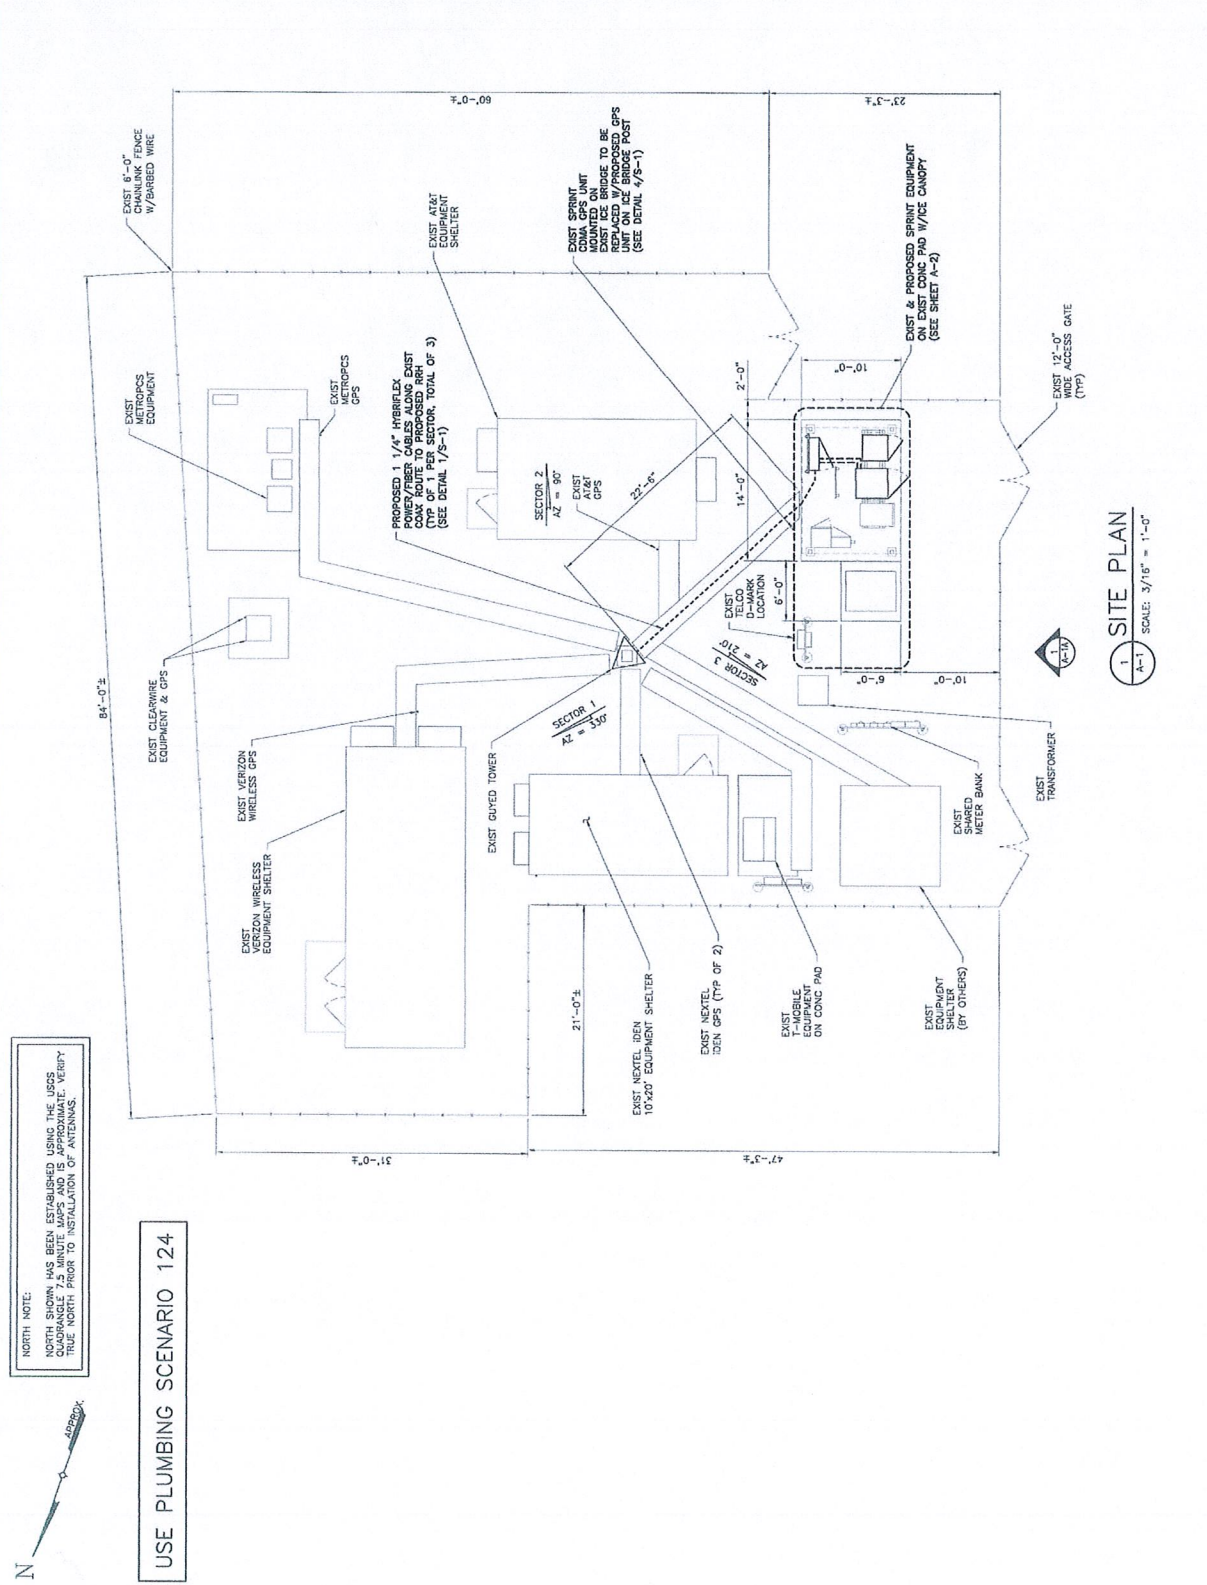 NORTH NOTE:
NORTH SHOWN HAS BEEN ESTABLISHED USING THE USGS
QUADRANGLE 7.5 MINUTE MAPS AND IS APPROXIMATE. VERIFY
TRUE NORTH PRIOR TO INSTALLATION OF ANTENNAS.
N
APPROX.
USE PLUMBING SCENARIO 124
84'-0"±
31'-0"±
47'-3"±
21'-0"±
60'-0"±
23'-3"±
EXIST 6'-0"
CHAINLINK FENCE
W/BARBED WIRE
EXIST
METROPCS
EQUIPMENT
EXIST
METROPCS
GPS
EXIST CLEARWIRE
EQUIPMENT & GPS
EXIST VERIZON
WIRELESS GPS
EXIST
VERIZON WIRELESS
EQUIPMENT SHELTER
EXIST AT&T
EQUIPMENT
SHELTER
PROPOSED 1 1/4" HYBRIFLEX
POWER/FIBER CABLES ALONG EXIST
COAX ROUTE TO PROPOSED RRH
(TYP OF 1 PER SECTOR, TOTAL OF 3)
(SEE DETAIL 1/S-1)
EXIST SPRINT
CDMA GPS UNIT
MOUNTED ON
EXIST ICE BRIDGE TO BE
REPLACED W/PROPOSED GPS
UNIT ON ICE BRIDGE POST
(SEE DETAIL 4/S-1)
SECTOR 2
AZ = 90°
EXIST
AT&T
GPS
22'-6"
SECTOR 1
AZ = 330°
SECTOR 3
AZ = 210°
EXIST GUYED TOWER
14'-0"
2'-0"
10'-0"
6'-0"
EXIST
TELCO
D-MARK
LOCATION
6'-6"
10'-0"
EXIST & PROPOSED SPRINT EQUIPMENT
ON EXIST CONC PAD W/ICE CANOPY
(SEE SHEET A-2)
EXIST 12'-0"
WIDE ACCESS GATE
(TYP)
EXIST NEXTEL iDEN
10'x20' EQUIPMENT SHELTER
EXIST NEXTEL
iDEN GPS (TYP OF 2)
EXIST
T-MOBILE
EQUIPMENT
ON CONC PAD
EXIST
EQUIPMENT
SHELTER
(BY OTHERS)
EXIST
SHARED
METER BANK
EXIST
TRANSFORMER
1
A-1A
1
A-1
SITE PLAN
SCALE: 3/16" = 1'-0"